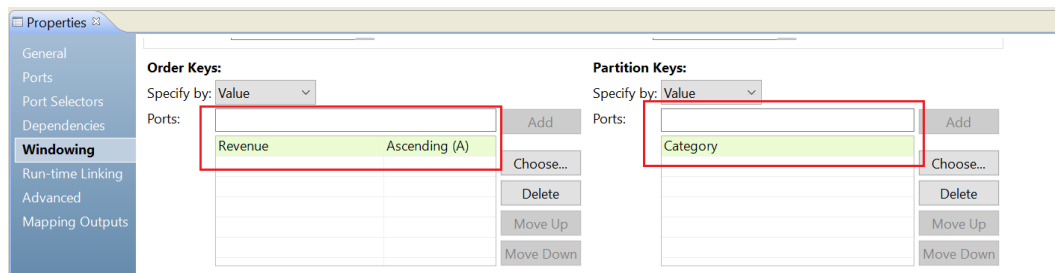 Properties
General
Ports
Port Selectors
Dependencies
Windowing
Run-time Linking
Advanced
Mapping Outputs
Order Keys:
Specify by: Value
Ports:
Add
Revenue Ascending (A)
Choose...
Delete
Move Up
Move Down
Partition Keys:
Specify by: Value
Ports:
Add
Category
Choose...
Delete
Move Up
Move Down